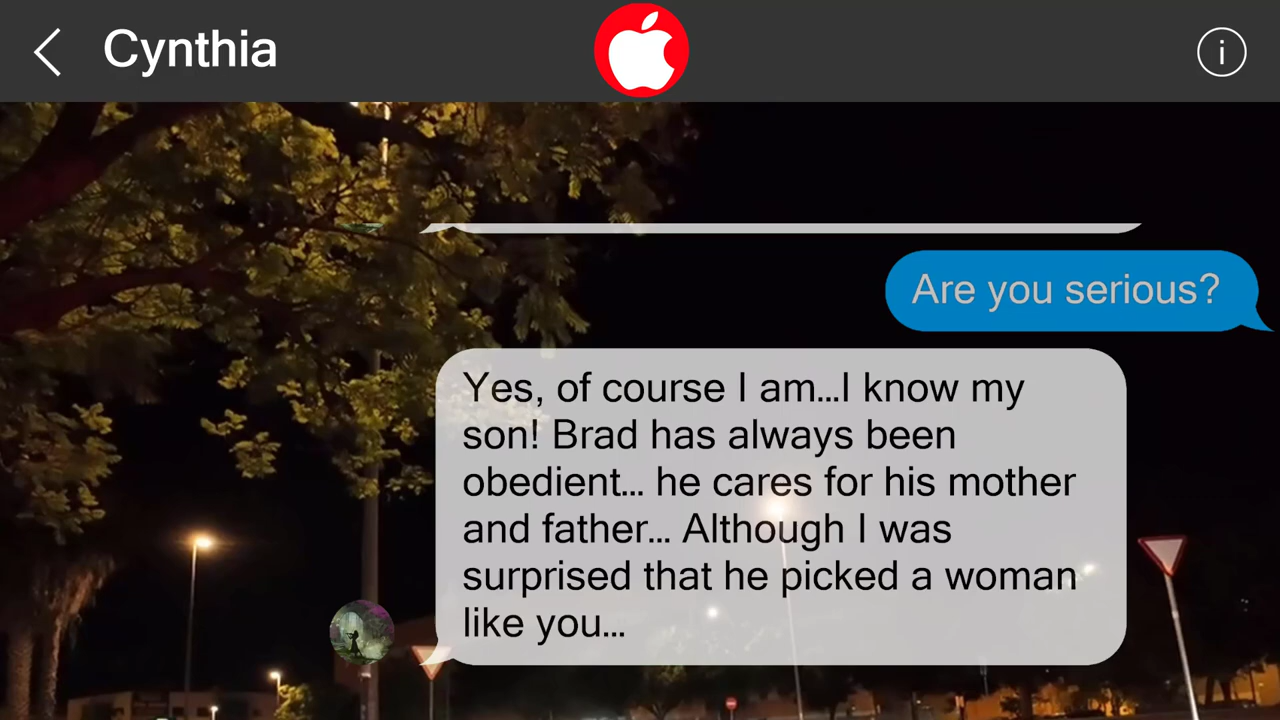 Cynthia
i
Are you serious?
Yes, of course I am...I know my
son! Brad has always been
obedient... he cares for his mother
and father... Although I was
surprised that he picked a woman
like you...